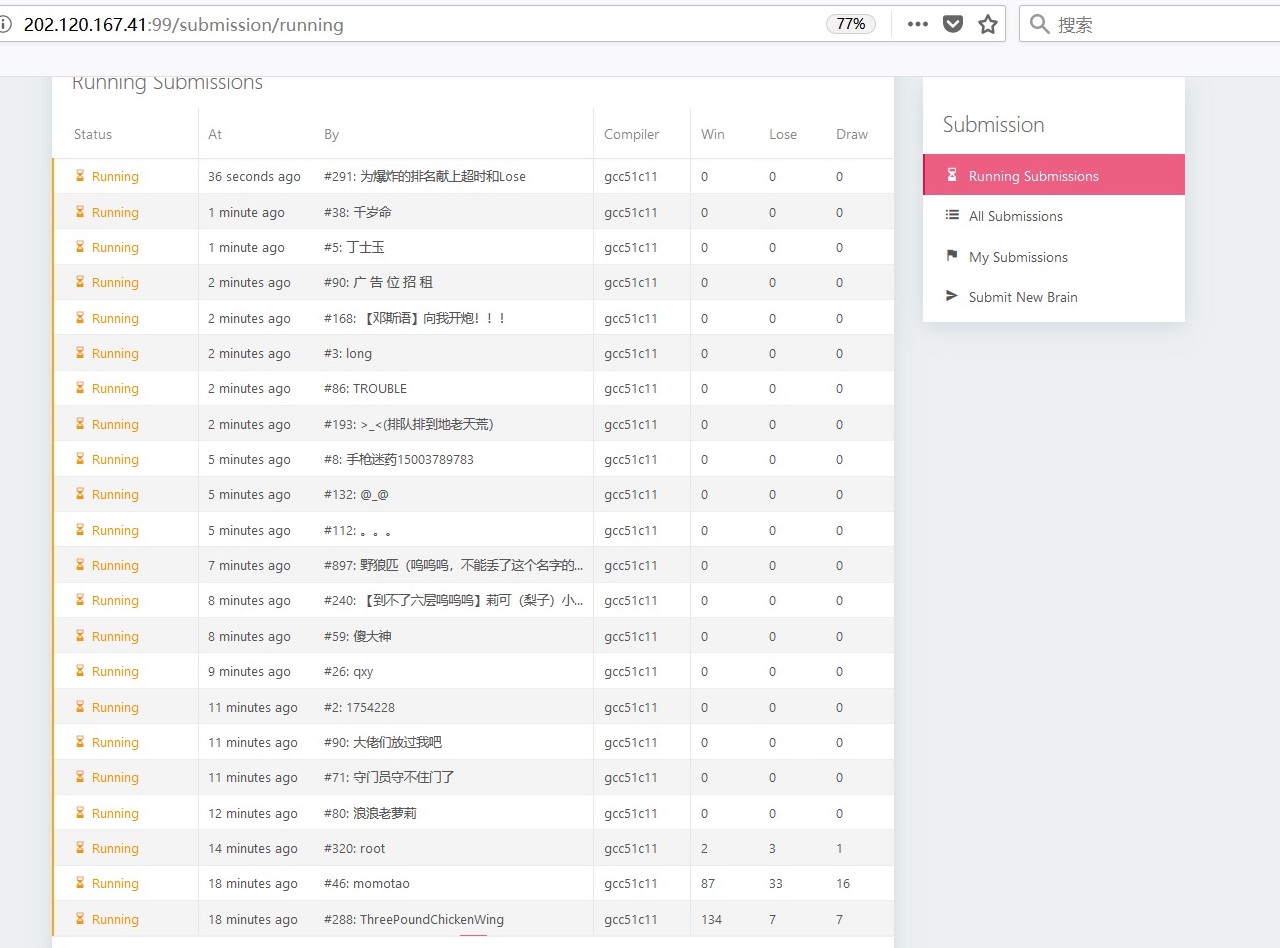 202.120.167.41:99/submission/running 77% 搜索
Running Submissions
Status At By Compiler Win Lose Draw
Running 36 seconds ago #291: 为爆炸的排名献上超时和Lose gcc51c11 0 0 0
Running 1 minute ago #38: 千岁命 gcc51c11 0 0 0
Running 1 minute ago #5: 丁士玉 gcc51c11 0 0 0
Running 2 minutes ago #90: 广 告 位 招 租 gcc51c11 0 0 0
Running 2 minutes ago #168: 【邓斯语】向我开炮！！！ gcc51c11 0 0 0
Running 2 minutes ago #3: long gcc51c11 0 0 0
Running 2 minutes ago #86: TROUBLE gcc51c11 0 0 0
Running 2 minutes ago #193: >_<(排队排到地老天荒) gcc51c11 0 0 0
Running 5 minutes ago #8: 手枪迷药15003789783 gcc51c11 0 0 0
Running 5 minutes ago #132: @_@ gcc51c11 0 0 0
Running 5 minutes ago #112: 。。。 gcc51c11 0 0 0
Running 7 minutes ago #897: 野狼匹（呜呜呜，不能丢了这个名字的... gcc51c11 0 0 0
Running 8 minutes ago #240: 【到不了六层呜呜呜】莉可（梨子）小... gcc51c11 0 0 0
Running 8 minutes ago #59: 傻大神 gcc51c11 0 0 0
Running 9 minutes ago #26: qxy gcc51c11 0 0 0
Running 11 minutes ago #2: 1754228 gcc51c11 0 0 0
Running 11 minutes ago #90: 大佬们放过我吧 gcc51c11 0 0 0
Running 11 minutes ago #71: 守门员守不住门了 gcc51c11 0 0 0
Running 12 minutes ago #80: 浪浪老萝莉 gcc51c11 0 0 0
Running 14 minutes ago #320: root gcc51c11 2 3 1
Running 18 minutes ago #46: momotao gcc51c11 87 33 16
Running 18 minutes ago #288: ThreePoundChickenWing gcc51c11 134 7 7
Submission
Running Submissions
All Submissions
My Submissions
Submit New Brain